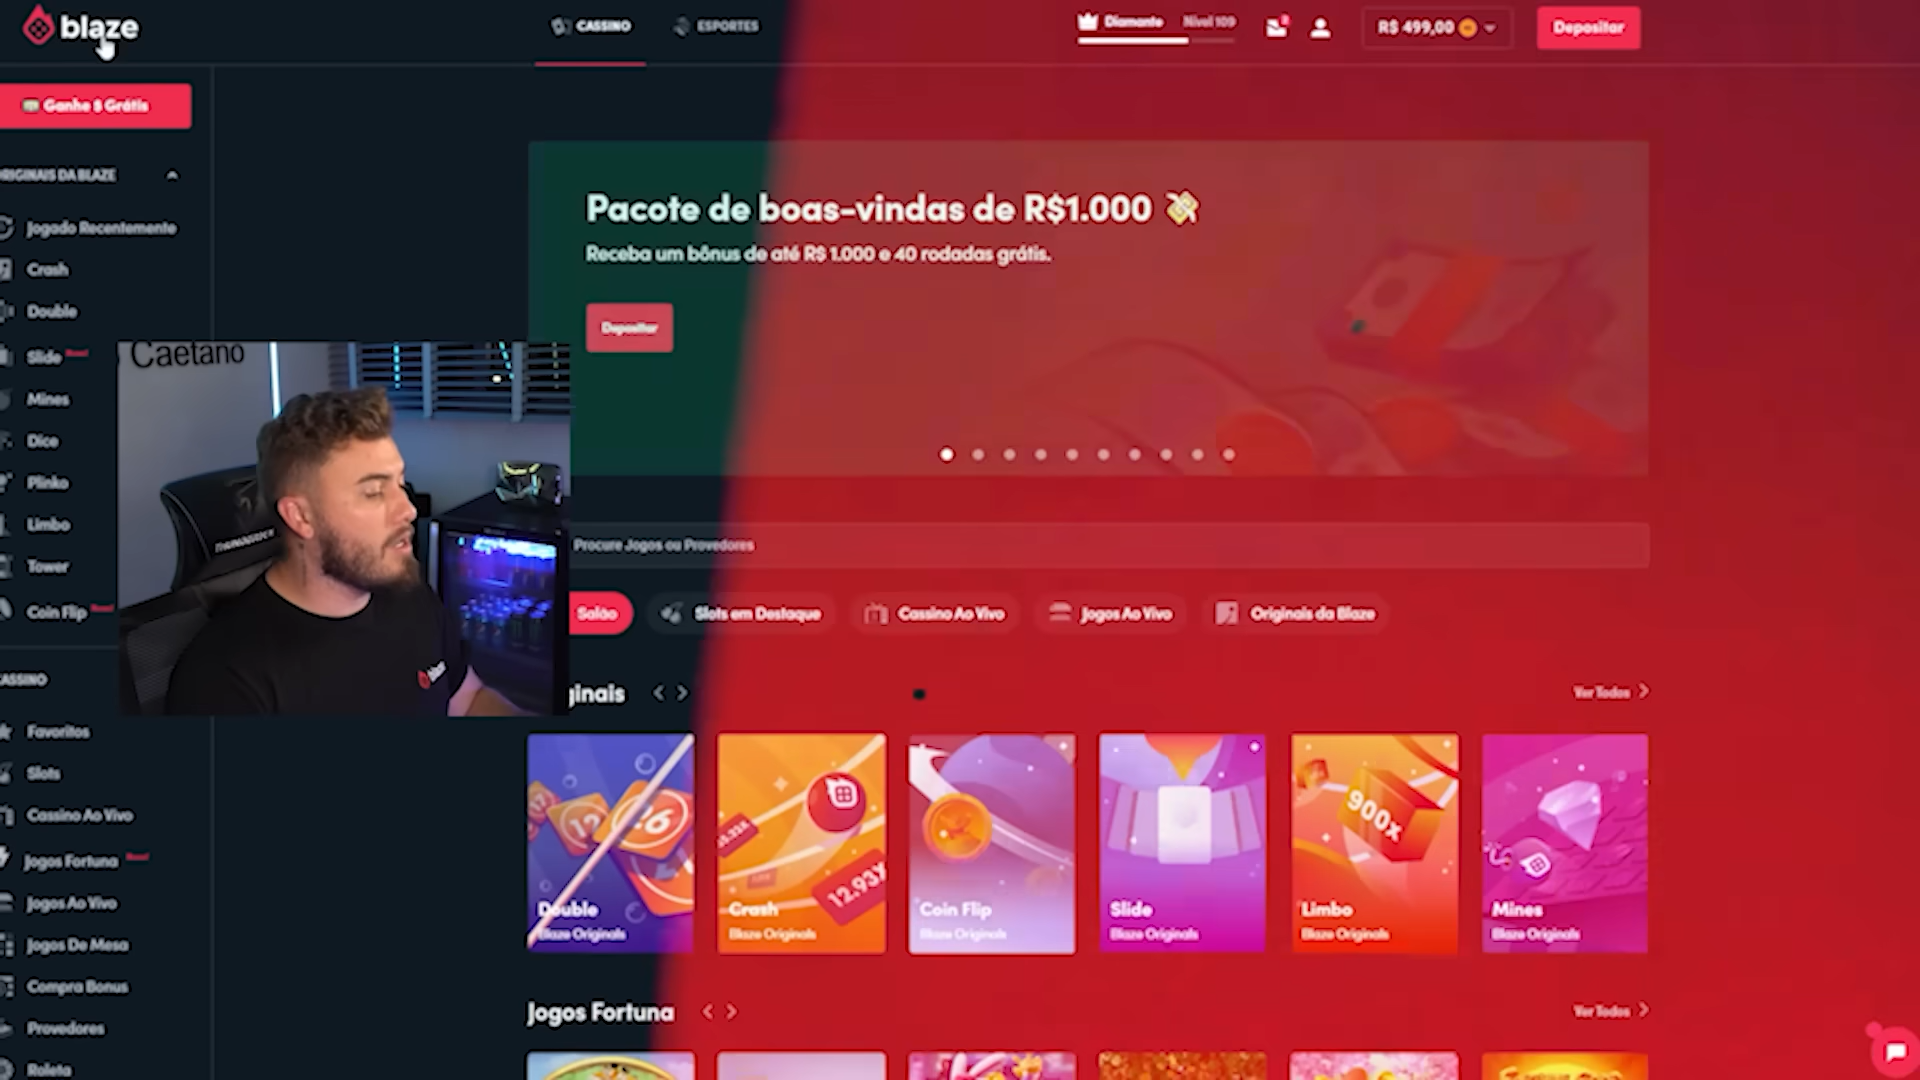 blaze
CASSINO
ESPORTES
Diamante
Nível 109
R$ 499,00
Depositar
Ganhe $ Grátis
RIGINAIS DA BLAZE
Jogado Recentemente
Crash
Double
Slide
Mines
Dice
Plinko
Limbo
Tower
Coin Flip
ASSINO
Favoritos
Slots
Cassino Ao Vivo
Jogos Fortuna
Jogos Ao Vivo
Jogos De Mesa
Compra Bonus
Provedores
Roleta
Caetano
Pacote de boas-vindas de R$1.000
Receba um bônus de até R$ 1.000 e 40 rodadas grátis.
Depositar
Procure Jogos ou Provedores
Salão
Slots em Destaque
Cassino Ao Vivo
Jogos Ao Vivo
Originais da Blaze
ginais
Ver Todos
12
Double
Blaze Originals
12.93X
Crash
Blaze Originals
Coin Flip
Blaze Originals
Slide
Blaze Originals
900x
Limbo
Blaze Originals
Mines
Blaze Originals
Jogos Fortuna
Ver Todos